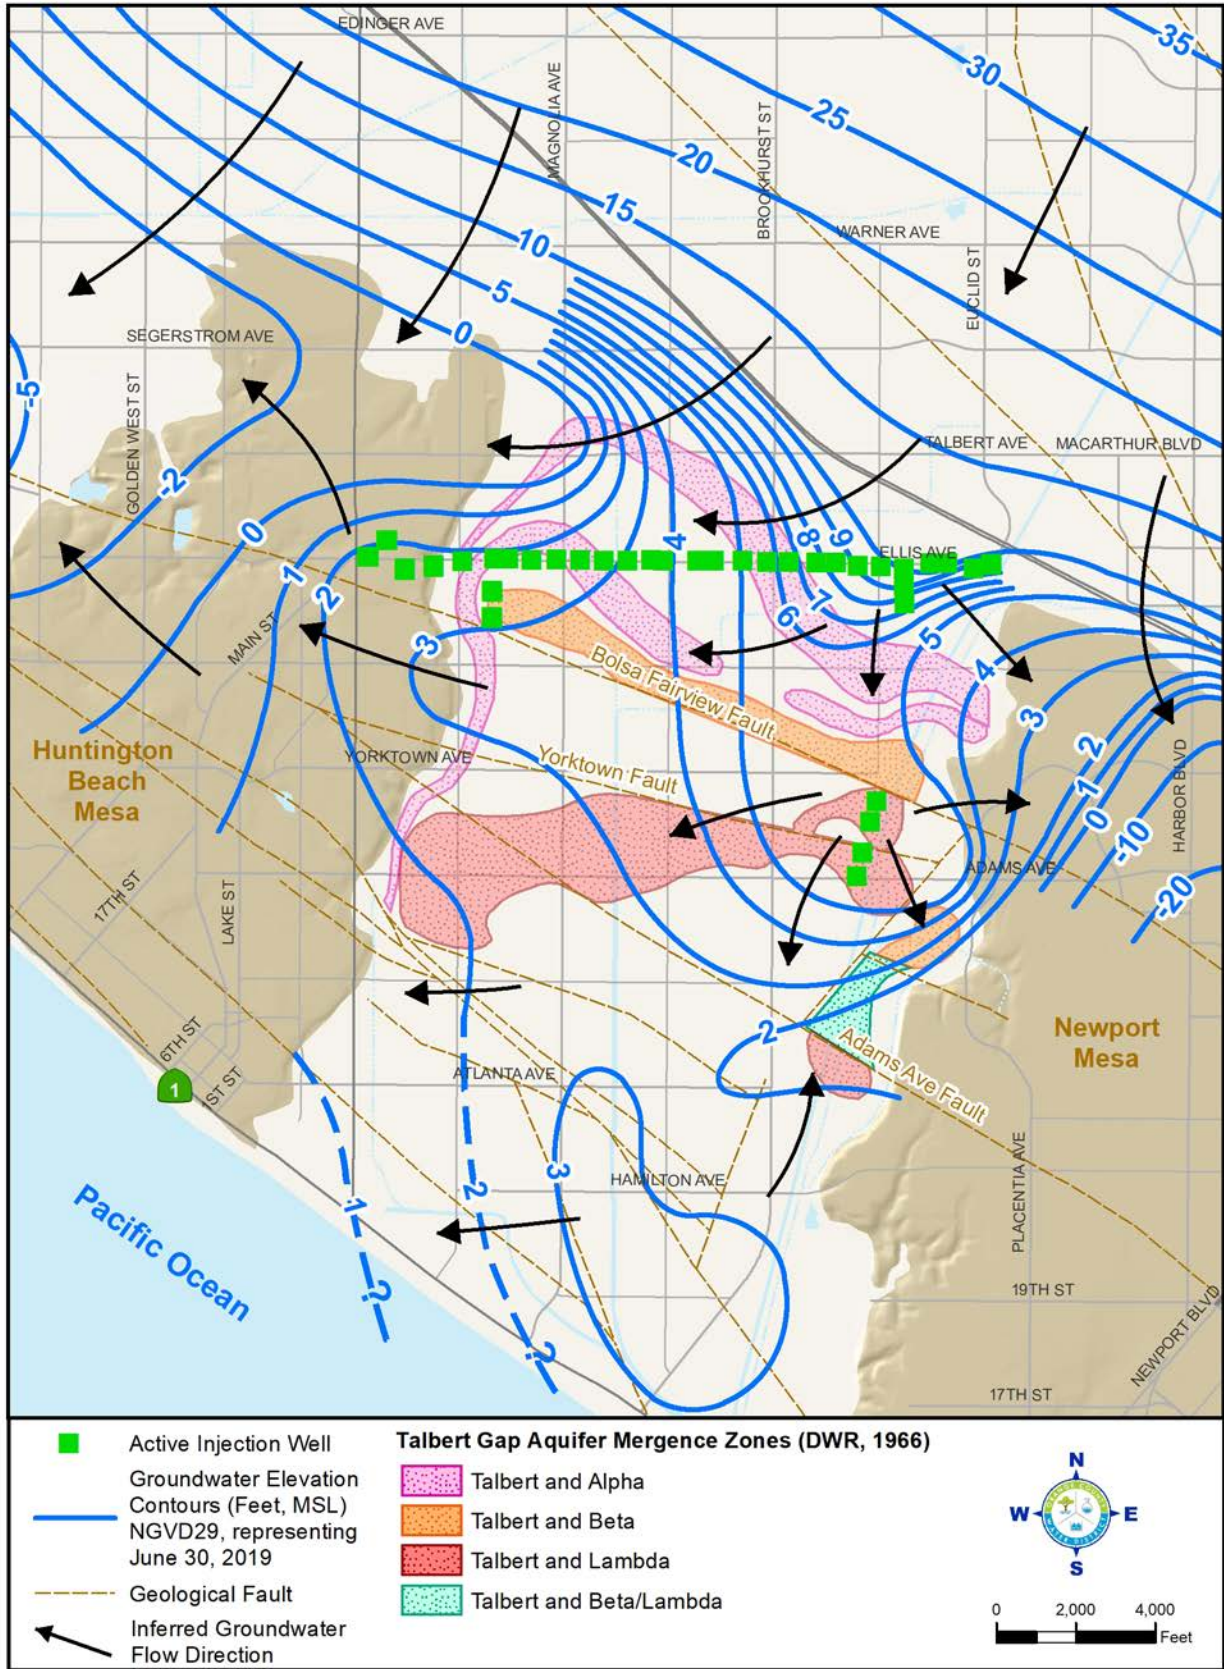 EDINGER AVE
35
30
MAGNOLIA AVE
25
BROOKHURST ST
20
15
WARNER AVE
10
EUCLID ST
5
0
SEGERSTROM AVE
-5
GOLDEN WEST ST
TALBERT AVE
MACARTHUR BLVD
-2
0
4
8
9
ELLIS AVE
1
2
7
6
3
5
MAIN ST
4
Bolsa Fairview Fault
3
2
Huntington
Beach
Mesa
YORKTOWN AVE
Yorktown Fault
1
0
-10
HARBOR BLVD
ADAMS AVE
-20
17TH ST
LAKE ST
2
Newport
Mesa
Adams Ave Fault
6TH ST
1ST ST
1
ATLANTA AVE
3
HAMILTON AVE
PLACENTIA AVE
1
2
Pacific Ocean
?
19TH ST
NEWPORT BLVD
?
17TH ST
Active Injection Well
Groundwater Elevation
Contours (Feet, MSL)
NGVD29, representing
June 30, 2019
Geological Fault
Inferred Groundwater
Flow Direction
Talbert Gap Aquifer Mergence Zones (DWR, 1966)
Talbert and Alpha
Talbert and Beta
Talbert and Lambda
Talbert and Beta/Lambda
N
W
E
S
ORANGE COUNTY
WATER DISTRICT
0
2,000
4,000
Feet